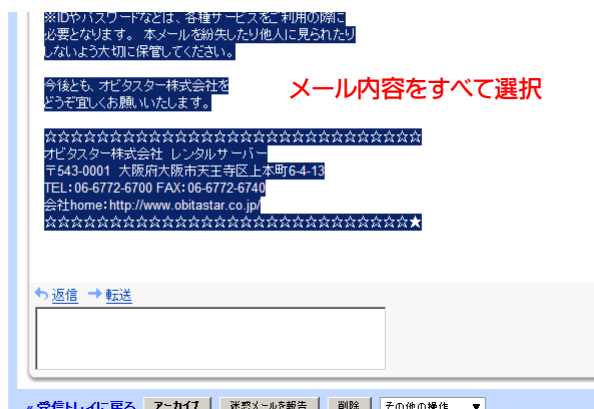 ※IDやパスワードなどは、各種サービスをご利用の際に
必要となります。 本メールを紛失したり他人に見られたり
しないよう大切に保管してください。
今後とも、オビタスター株式会社を
どうぞ宜しくお願いいたします。
メール内容をすべて選択
☆☆☆☆☆☆☆☆☆☆☆☆☆☆☆☆☆☆☆☆☆☆☆☆☆☆☆☆☆
オビタスター株式会社 レンタルサーバー
〒543-0001 大阪府大阪市天王寺区上本町6-4-13
TEL：06-6772-6700 FAX：06-6772-6740
会社home：http://www.obitastar.co.jp/
☆☆☆☆☆☆☆☆☆☆☆☆☆☆☆☆☆☆☆☆☆☆☆☆☆☆☆☆★
返信 → 転送
« 受信トレイに戻る アーカイブ 迷惑メールを報告 削除 その他の操作 ▼